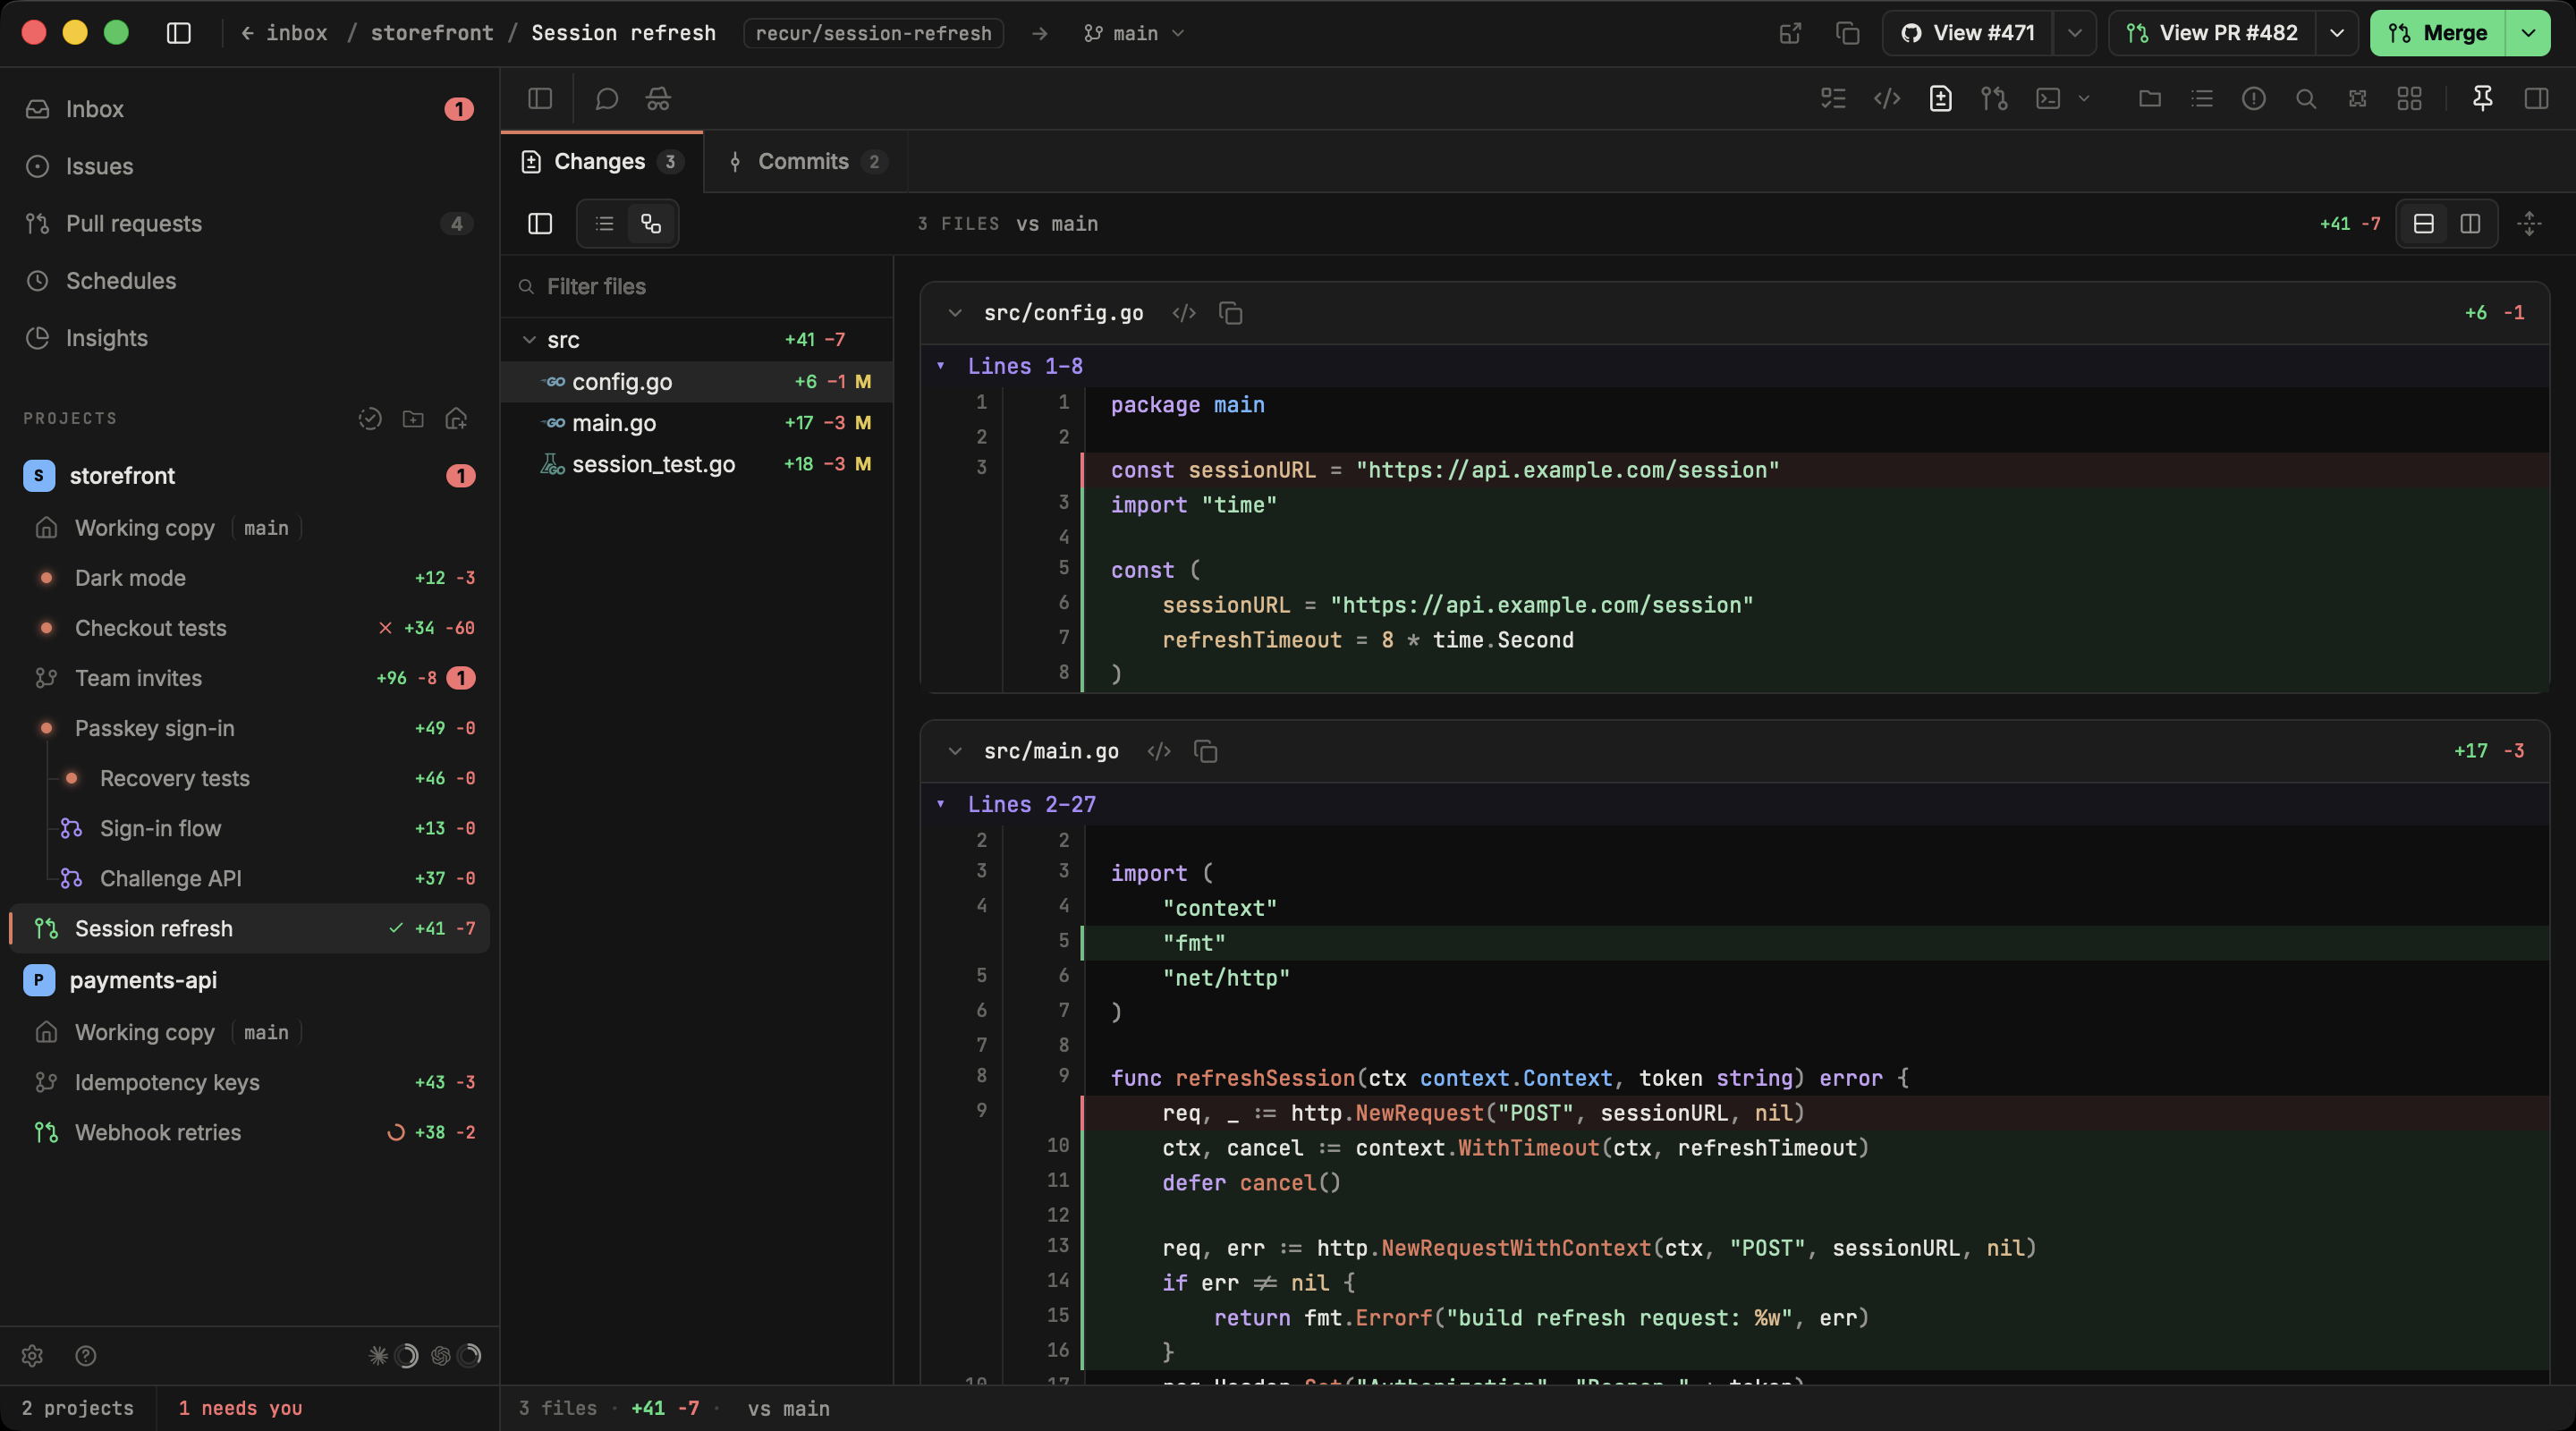 ← inbox / storefront / Session refresh recur/session-refresh → main View #471 View PR #482 Merge
Inbox 1
Issues
Pull requests 4
Schedules
Insights
PROJECTS
S storefront 1
Working copy main
Dark mode +12 -3
Checkout tests +34 -60
Team invites +96 -8 1
Passkey sign-in +49 -0
Recovery tests +46 -0
Sign-in flow +13 -0
Challenge API +37 -0
Session refresh +41 -7
P payments-api
Working copy main
Idempotency keys +43 -3
Webhook retries +38 -2
2 projects 1 needs you
Changes 3 Commits 2
3 FILES vs main +41 -7
Filter files
src +41 −7
GO config.go +6 −1 M
GO main.go +17 −3 M
GO session_test.go +18 −3 M
src/config.go +6 -1
Lines 1–8
1 1 package main
2 2
3 const sessionURL = "https://api.example.com/session"
3 import "time"
4
5 const (
6 sessionURL = "https://api.example.com/session"
7 refreshTimeout = 8 * time.Second
8 )
src/main.go +17 -3
Lines 2–27
2 2
3 3 import (
4 4 "context"
5 "fmt"
5 6 "net/http"
6 7 )
7 8
8 9 func refreshSession(ctx context.Context, token string) error {
9 req, _ := http.NewRequest("POST", sessionURL, nil)
10 ctx, cancel := context.WithTimeout(ctx, refreshTimeout)
11 defer cancel()
12
13 req, err := http.NewRequestWithContext(ctx, "POST", sessionURL, nil)
14 if err != nil {
15 return fmt.Errorf("build refresh request: %w", err)
16 }
10 17 req.Header.Set("Authorization", "Bearer " + token)
3 files · +41 -7 · vs main